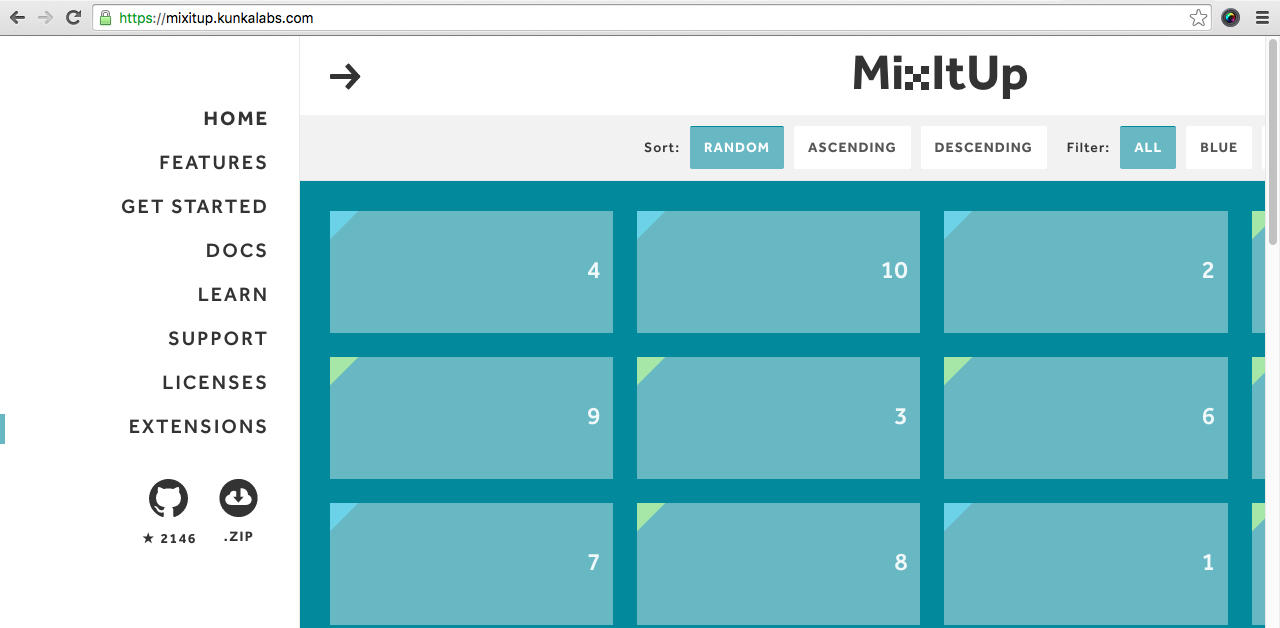 https://mixitup.kunkalabs.com
MixItUp
HOME
FEATURES
GET STARTED
DOCS
LEARN
SUPPORT
LICENSES
EXTENSIONS
★ 2146
.ZIP
Sort: RANDOM ASCENDING DESCENDING Filter: ALL BLUE
4 10 2
9 3 6
7 8 1